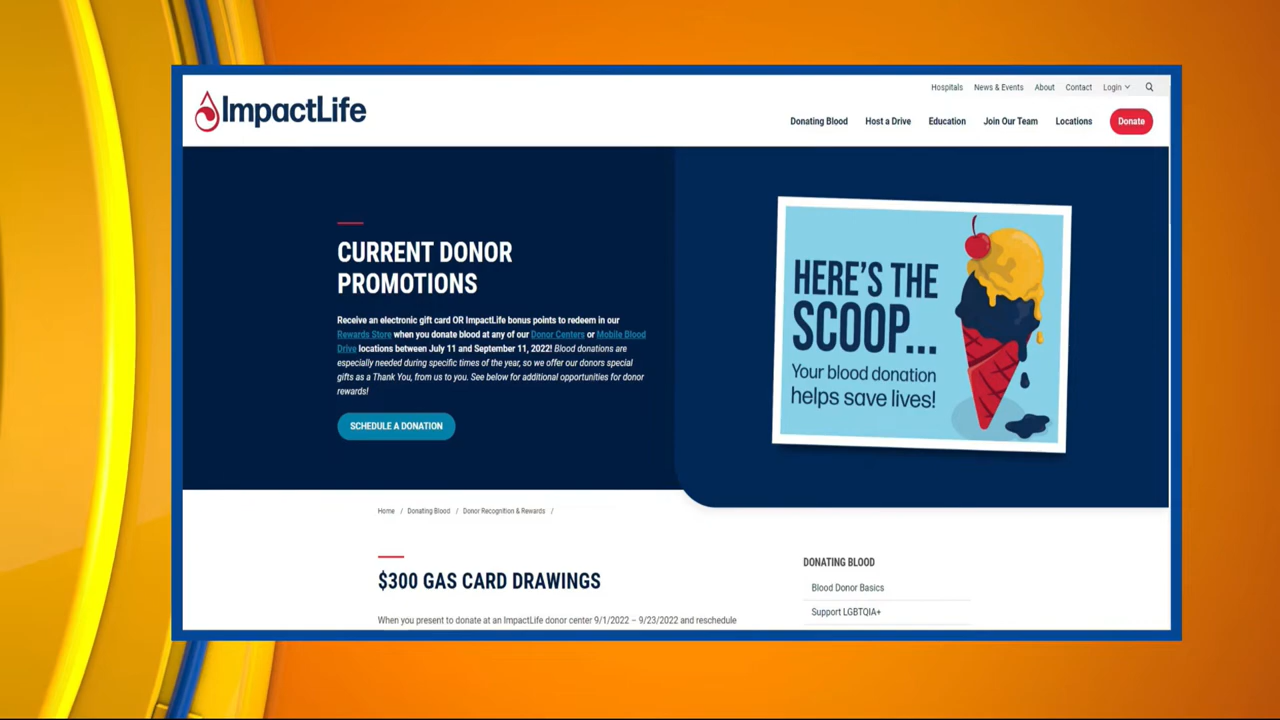 Hospitals News & Events About Contact Login
ImpactLife
Donating Blood Host a Drive Education Join Our Team Locations Donate
CURRENT DONOR
PROMOTIONS
Receive an electronic gift card OR ImpactLife bonus points to redeem in our
Rewards Store when you donate blood at any of our Donor Centers or Mobile Blood
Drive locations between July 11 and September 11, 2022! Blood donations are
especially needed during specific times of the year, so we offer our donors special
gifts as a Thank You, from us to you. See below for additional opportunities for donor
rewards!
SCHEDULE A DONATION
HERE'S THE
SCOOP...
Your blood donation
helps save lives!
Home / Donating Blood / Donor Recognition & Rewards /
$300 GAS CARD DRAWINGS
When you present to donate at an ImpactLife donor center 9/1/2022 – 9/23/2022 and reschedule
DONATING BLOOD
Blood Donor Basics
Support LGBTQIA+